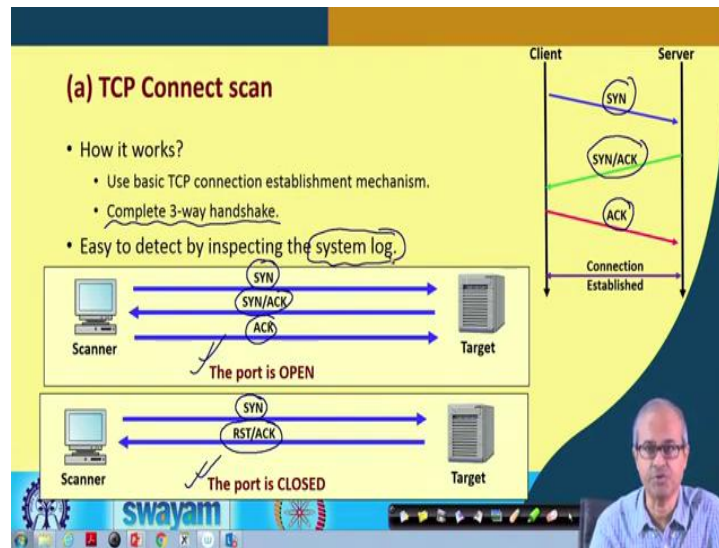 (a) TCP Connect scan
• How it works?
• Use basic TCP connection establishment mechanism.
• Complete 3-way handshake.
• Easy to detect by inspecting the system log.
Client Server
SYN
SYN/ACK
ACK
Connection
Established
SYN
SYN/ACK
ACK
Scanner Target
The port is OPEN
SYN
RST/ACK
Scanner Target
The port is CLOSED
swayam